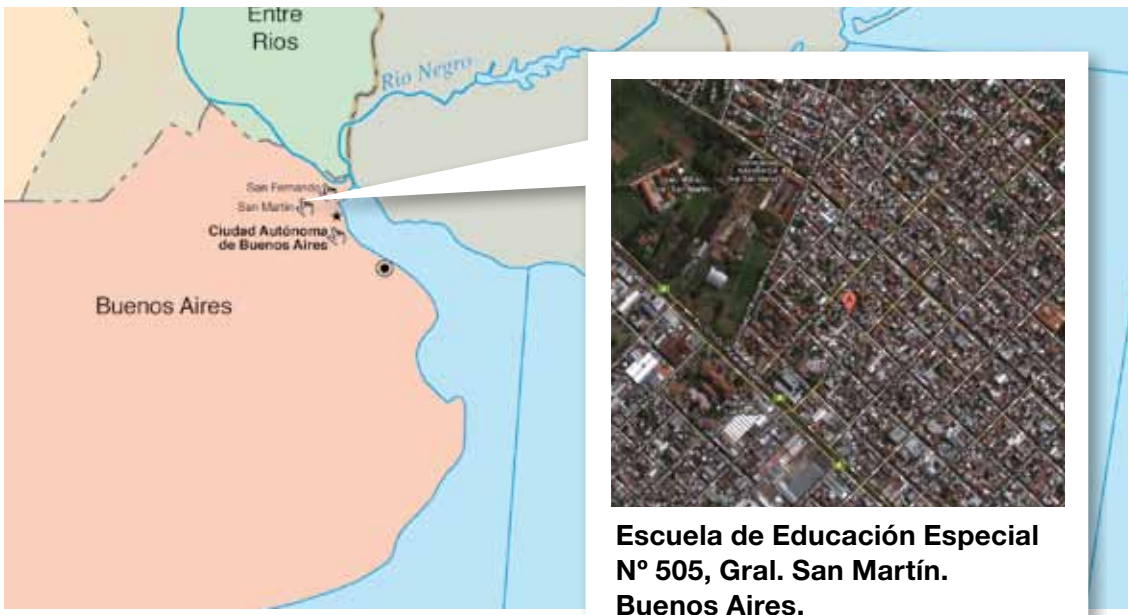 Entre
Rios
Rio Negro
San Fernando
San Martín
Ciudad Autónoma
de Buenos Aires
Buenos Aires
A
Escuela de Educación Especial
Nº 505, Gral. San Martín.
Buenos Aires.